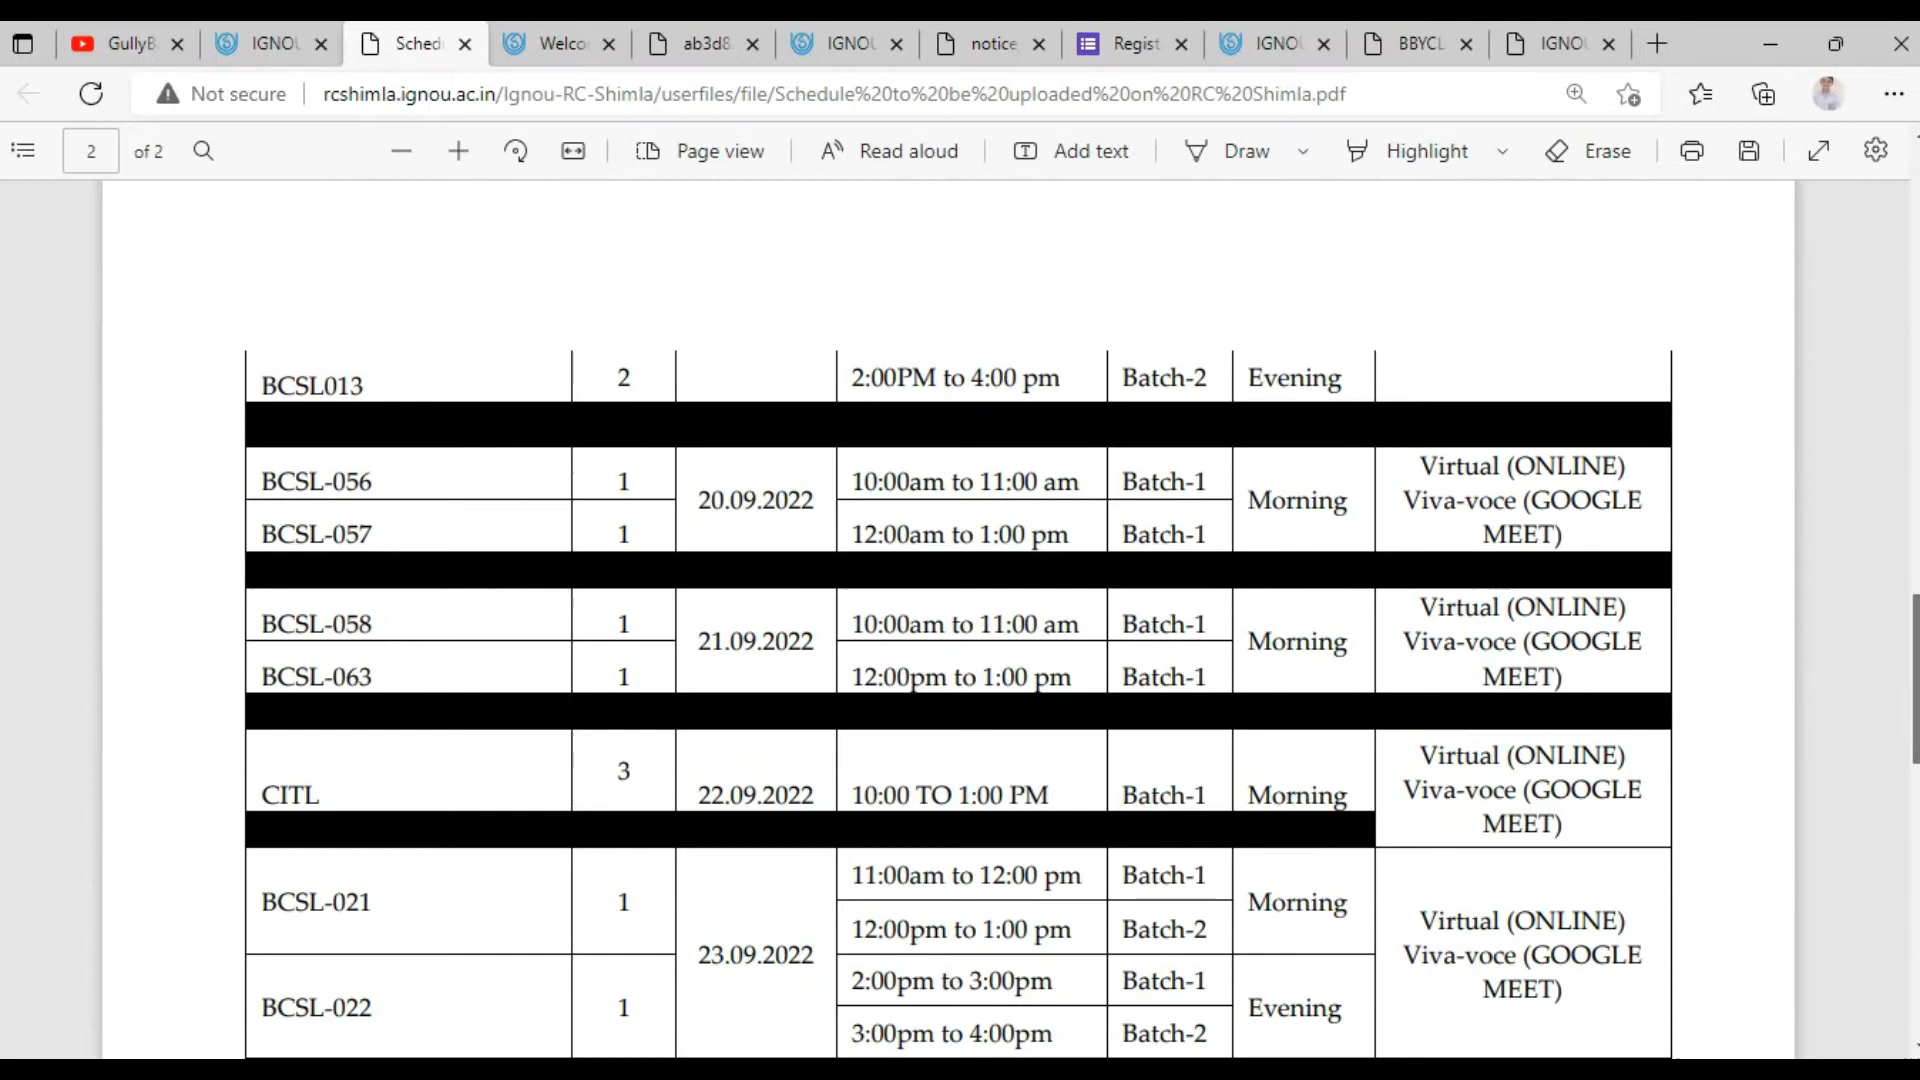 GullyB IGNOU Sched Welco ab3d8 IGNOU notice Regist IGNOU BBYCL IGNOU
Not secure rcshimla.ignou.ac.in/Ignou-RC-Shimla/userfiles/file/Schedule%20to%20be%20uploaded%20on%20RC%20Shimla.pdf
2 of 2 Page view Read aloud Add text Draw Highlight Erase
BCSL013 2 2:00PM to 4:00 pm Batch-2 Evening
BCSL-056 1 20.09.2022 10:00am to 11:00 am Batch-1 Morning Virtual (ONLINE)
Viva-voce (GOOGLE
BCSL-057 1 12:00am to 1:00 pm Batch-1 MEET)
BCSL-058 1 21.09.2022 10:00am to 11:00 am Batch-1 Morning Virtual (ONLINE)
Viva-voce (GOOGLE
BCSL-063 1 12:00pm to 1:00 pm Batch-1 MEET)
CITL 3 22.09.2022 10:00 TO 1:00 PM Batch-1 Morning Virtual (ONLINE)
Viva-voce (GOOGLE
MEET)
BCSL-021 1 23.09.2022 11:00am to 12:00 pm Batch-1 Morning
12:00pm to 1:00 pm Batch-2 Virtual (ONLINE)
Viva-voce (GOOGLE
BCSL-022 1 2:00pm to 3:00pm Batch-1 Evening MEET)
3:00pm to 4:00pm Batch-2